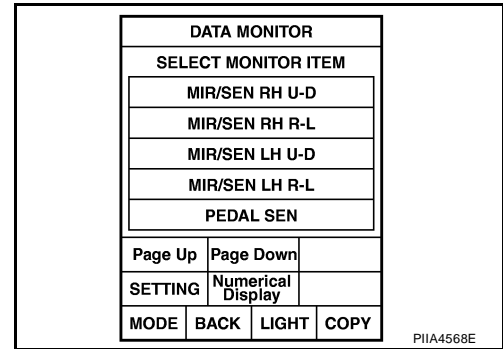 DATA MONITOR
SELECT MONITOR ITEM
MIR/SEN RH U-D
MIR/SEN RH R-L
MIR/SEN LH U-D
MIR/SEN LH R-L
PEDAL SEN
Page Up Page Down
SETTING Numerical Display
MODE BACK LIGHT COPY
PIIA4568E